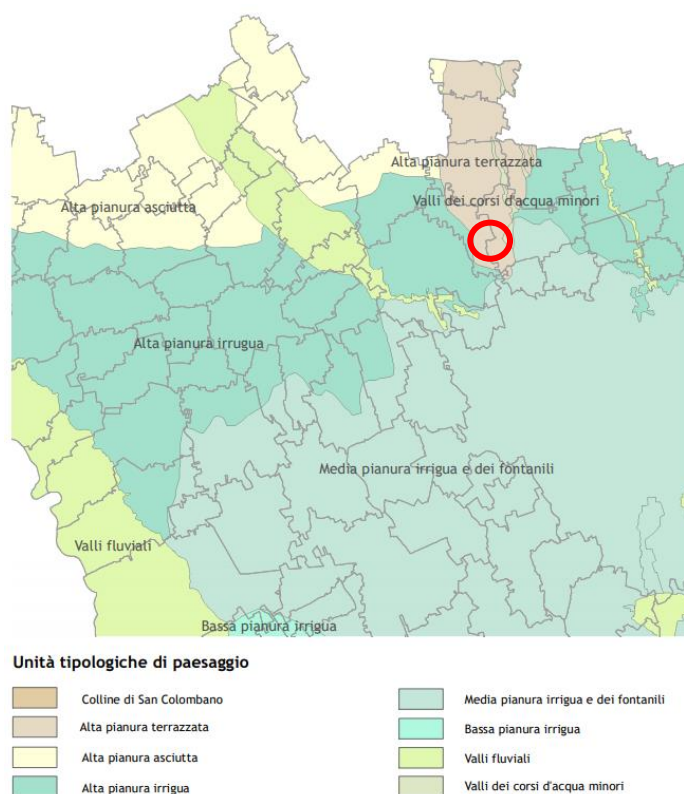 Alta pianura terrazzata
Valli dei corsi d'acqua minori
Alta pianura asciutta
Alta pianura irrugua
Media pianura irrigua e dei fontanili
Valli fluviali
Bassa pianura irrigua
Unità tipologiche di paesaggio
Colline di San Colombano
Alta pianura terrazzata
Alta pianura asciutta
Alta pianura irrigua
Media pianura irrigua e dei fontanili
Bassa pianura irrigua
Valli fluviali
Valli dei corsi d'acqua minori